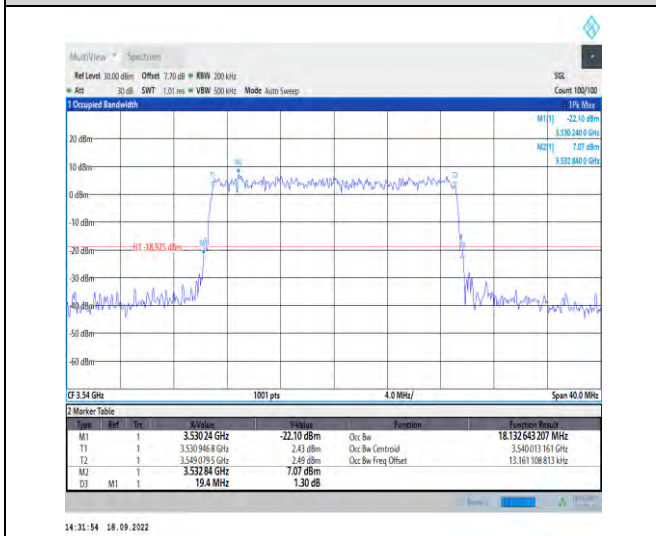 MultiView Spectrum
Ref Level 30.00 dBm Offset 7.70 dB RBW 200 kHz SGL
Att 30 dB SWT 1.01 ms VBW 500 kHz Mode Auto Sweep Count 100/100
1 Occupied Bandwidth 1Pk Max
M1[1] -22.10 dBm
3.530 240 0 GHz
M2[1] 7.07 dBm
3.532 840 0 GHz
20 dBm
10 dBm
0 dBm
-10 dBm
-20 dBm
H1 -18.925 dBm
-30 dBm
-40 dBm
-50 dBm
-60 dBm
T1
M2
T2
CF 3.54 GHz 1001 pts 4.0 MHz/ Span 40.0 MHz
2 Marker Table
Type Ref Trc X-Value Y-Value Function Function Result
M1 1 3.53024 GHz -22.10 dBm Occ Bw 18.132 643 207 MHz
T1 1 3.530 946 8 GHz 2.43 dBm Occ Bw Centroid 3.540 013 161 GHz
T2 1 3.549 079 5 GHz 2.49 dBm Occ Bw Freq Offset 13.161 108 813 kHz
M2 1 3.53284 GHz 7.07 dBm
D3 M1 1 19.4 MHz 1.30 dB
14:31:54 18.09.2022